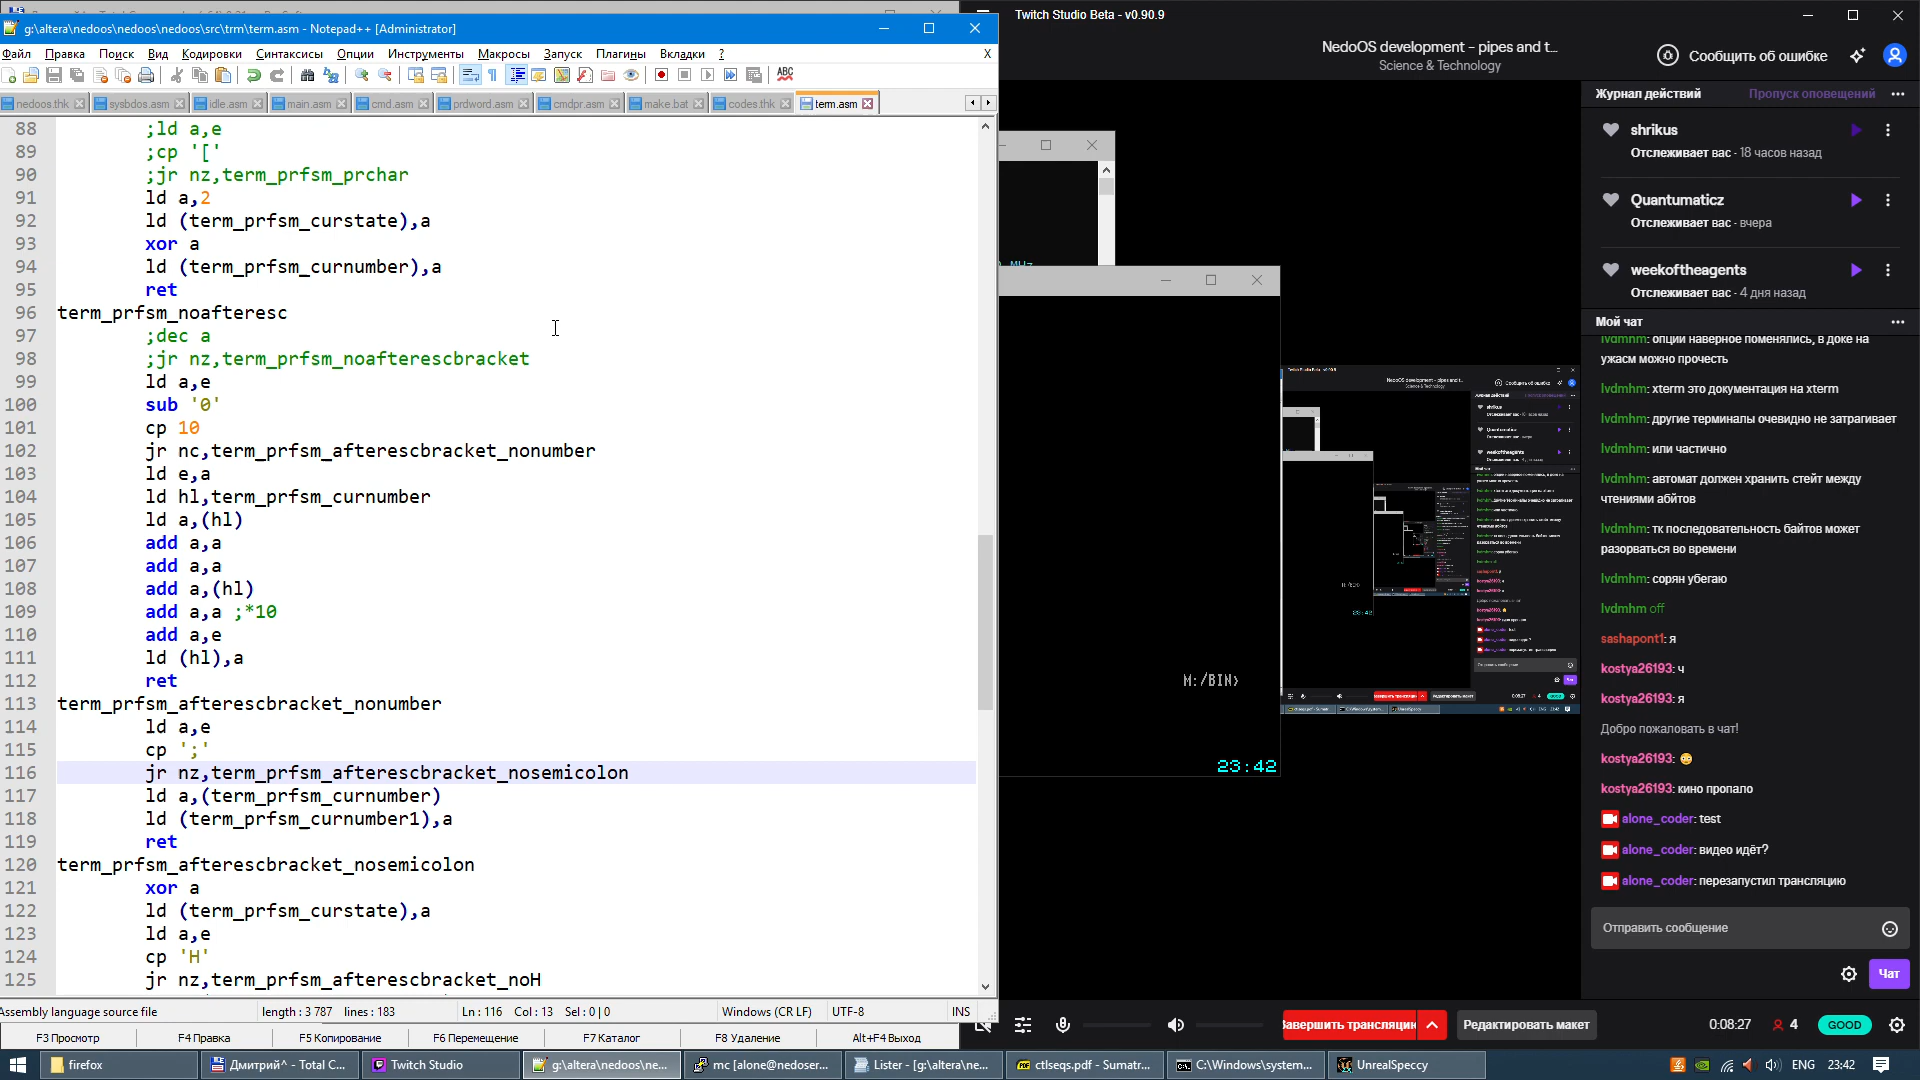 g:\altera\nedoos\nedoos\nedoos\src\trm\term.asm - Notepad++ [Administrator]
Файл Правка Поиск Вид Кодировки Синтаксисы Опции Инструменты Макросы Запуск Плагины Вкладки ? X
nedoos.thk sysbdos.asm idle.asm main.asm cmd.asm prdword.asm cmdpr.asm make.bat codes.thk term.asm
88 ;ld a,e
89 ;cp '['
90 ;jr nz,term_prfsm_prchar
91 ld a,2
92 ld (term_prfsm_curstate),a
93 xor a
94 ld (term_prfsm_curnumber),a
95 ret
96 term_prfsm_noafteresc
97 ;dec a
98 ;jr nz,term_prfsm_noafterescbracket
99 ld a,e
100 sub '0'
101 cp 10
102 jr nc,term_prfsm_afterescbracket_nonumber
103 ld e,a
104 ld hl,term_prfsm_curnumber
105 ld a,(hl)
106 add a,a
107 add a,a
108 add a,(hl)
109 add a,a ;*10
110 add a,e
111 ld (hl),a
112 ret
113 term_prfsm_afterescbracket_nonumber
114 ld a,e
115 cp ';'
116 jr nz,term_prfsm_afterescbracket_nosemicolon
117 ld a,(term_prfsm_curnumber)
118 ld (term_prfsm_curnumber1),a
119 ret
120 term_prfsm_afterescbracket_nosemicolon
121 xor a
122 ld (term_prfsm_curstate),a
123 ld a,e
124 cp 'H'
125 jr nz,term_prfsm_afterescbracket_noH
Assembly language source file length : 3 787 lines : 183 Ln : 116 Col : 13 Sel : 0 | 0 Windows (CR LF) UTF-8 INS
F3 Просмотр F4 Правка F5 Копирование F6 Перемещение F7 Каталог F8 Удаление Alt+F4 Выход
M:/BIN>
23:42
Twitch Studio Beta - v0.90.9
NedoOS development - pipes and t...
Science & Technology
Сообщить об ошибке
Журнал действий Пропуск оповещений
shrikus
Отслеживает вас - 18 часов назад
Quantumaticz
Отслеживает вас - вчера
weekoftheagents
Отслеживает вас - 4 дня назад
Мой чат
lvdmhm: опции наверное поменялись, в доке на
ужасм можно прочесть
lvdmhm: xterm это документация на xterm
lvdmhm: другие терминалы очевидно не затрагивает
lvdmhm: или частично
lvdmhm: автомат должен хранить стейт между
чтениями абйтов
lvdmhm: тк последовательность байтов может
разорваться во времени
lvdmhm: сорян убегаю
lvdmhm off
sashapont1: я
kostya26193: ч
kostya26193: я
Добро пожаловать в чат!
kostya26193:
kostya26193: кино пропало
alone_coder: test
alone_coder: видео идёт?
alone_coder: перезапустил трансляцию
Отправить сообщение
Чат
Завершить трансляцию Редактировать макет 0:08:27 4 GOOD
firefox Дмитрий^ - Total C... Twitch Studio g:\altera\nedoos\ne... mc [alone@nedoser... Lister - [g:\altera\ne... ctlseqs.pdf - Sumatr... C:\Windows\system... UnrealSpeccy ENG 23:42